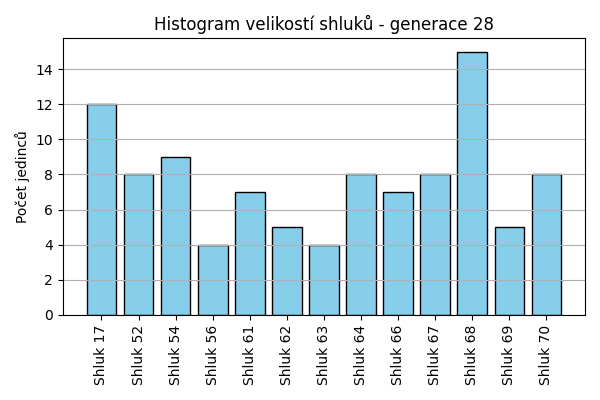 Histogram velikostí shluků - generace 28
Počet jedinců
14
12
10
8
6
4
2
0
Shluk 17
Shluk 52
Shluk 54
Shluk 56
Shluk 61
Shluk 62
Shluk 63
Shluk 64
Shluk 66
Shluk 67
Shluk 68
Shluk 69
Shluk 70